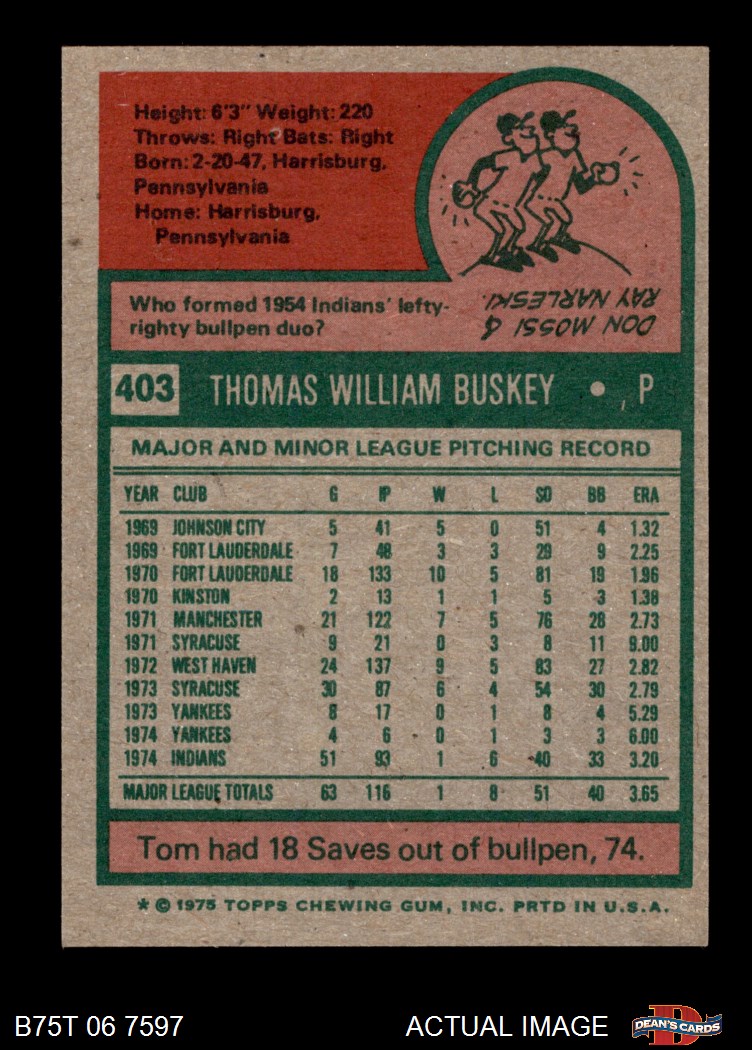 Height: 6'3" Weight: 220
Throws: Right Bats: Right
Born: 2-20-47, Harrisburg,
Pennsylvania
Home: Harrisburg,
Pennsylvania
Who formed 1954 Indians' lefty-
righty bullpen duo?
DON MOSSI &
RAY NARLESKI.
403 THOMAS WILLIAM BUSKEY • , P
MAJOR AND MINOR LEAGUE PITCHING RECORD
YEAR CLUB G IP W L SO BB ERA
1969 JOHNSON CITY 5 41 5 0 51 4 1.32
1969 FORT LAUDERDALE 7 48 3 3 29 9 2.25
1970 FORT LAUDERDALE 18 133 10 5 81 19 1.96
1970 KINSTON 2 13 1 1 5 3 1.38
1971 MANCHESTER 21 122 7 5 76 28 2.73
1971 SYRACUSE 9 21 0 3 8 11 9.00
1972 WEST HAVEN 24 137 9 5 83 27 2.82
1973 SYRACUSE 30 87 6 4 54 30 2.79
1973 YANKEES 8 17 0 1 8 4 5.29
1974 YANKEES 4 6 0 1 3 3 6.00
1974 INDIANS 51 93 1 6 40 33 3.20
MAJOR LEAGUE TOTALS 63 116 1 8 51 40 3.65
Tom had 18 Saves out of bullpen, 74.
* © 1975 TOPPS CHEWING GUM, INC. PRTD IN U.S.A.
B75T 06 7597 ACTUAL IMAGE DEAN'S CARDS